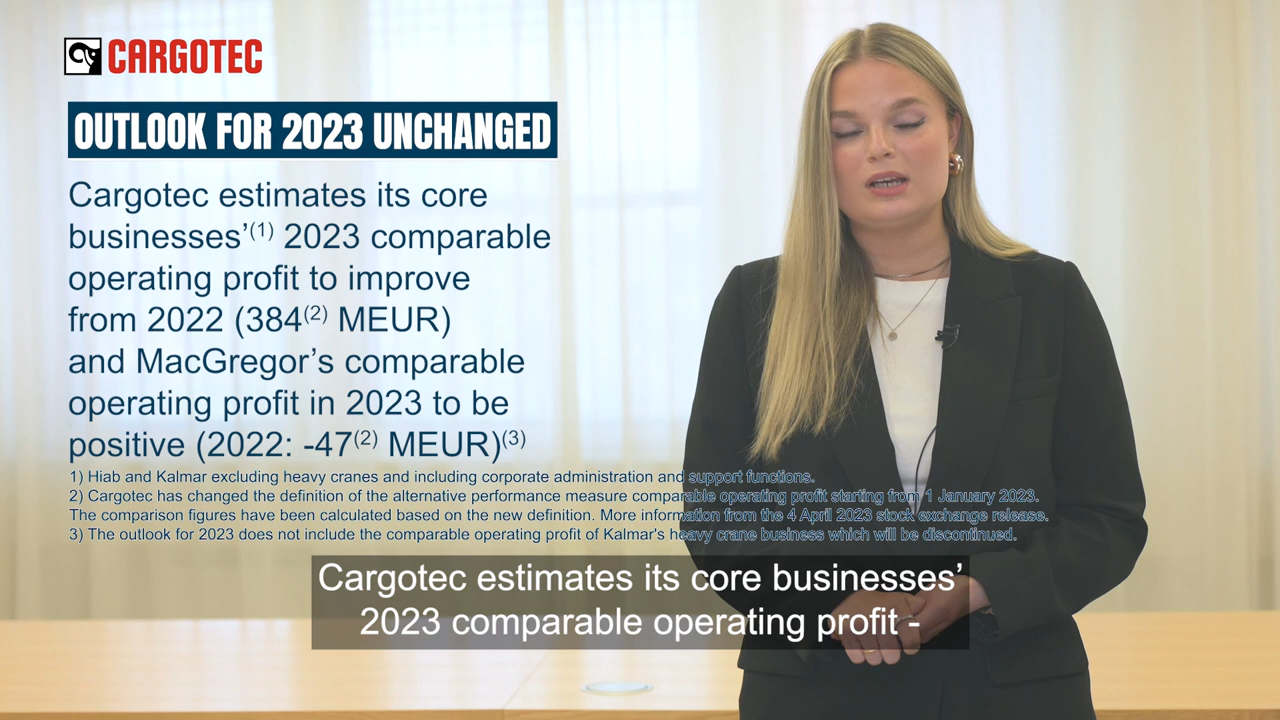 CARGOTEC
OUTLOOK FOR 2023 UNCHANGED
Cargotec estimates its core
businesses’(1) 2023 comparable
operating profit to improve
from 2022 (384(2) MEUR)
and MacGregor’s comparable
operating profit in 2023 to be
positive (2022: -47(2) MEUR)(3)
1) Hiab and Kalmar excluding heavy cranes and including corporate administration and support functions.
2) Cargotec has changed the definition of the alternative performance measure comparable operating profit starting from 1 January 2023.
The comparison figures have been calculated based on the new definition. More information from the 4 April 2023 stock exchange release.
3) The outlook for 2023 does not include the comparable operating profit of Kalmar's heavy crane business which will be discontinued.
Cargotec estimates its core businesses’
2023 comparable operating profit -